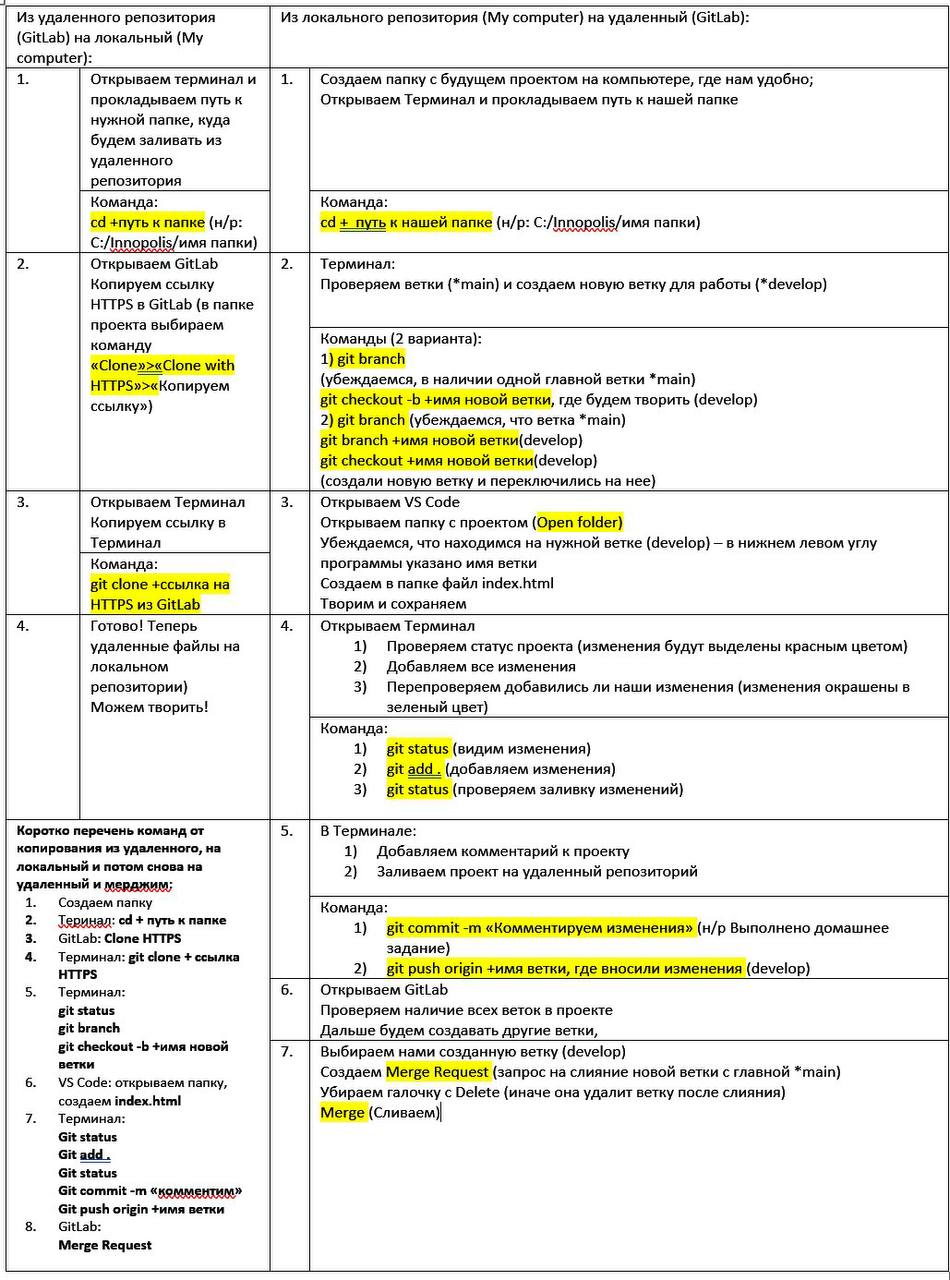 Из удаленного репозитория
(GitLab) на локальный (My
computer):
Из локального репозитория (My computer) на удаленный (GitLab):
1.
Открываем терминал и
прокладываем путь к
нужной папке, куда
будем заливать из
удаленного
репозитория
Команда:
cd +путь к папке (н/р:
C:/Innopolis/имя папки)
1.
Создаем папку с будущем проектом на компьютере, где нам удобно;
Открываем Терминал и прокладываем путь к нашей папке
Команда:
cd + путь к нашей папке (н/р: C:/Innopolis/имя папки)
2.
Открываем GitLab
Копируем ссылку
HTTPS в GitLab (в папке
проекта выбираем
команду
«Clone»>«Clone with
HTTPS»>«Копируем
ссылку»)
2.
Терминал:
Проверяем ветки (*main) и создаем новую ветку для работы (*develop)
Команды (2 варианта):
1) git branch
(убеждаемся, в наличии одной главной ветки *main)
git checkout -b +имя новой ветки, где будем творить (develop)
2) git branch (убеждаемся, что ветка *main)
git branch +имя новой ветки(develop)
git checkout +имя новой ветки(develop)
(создали новую ветку и переключились на нее)
3.
Открываем Терминал
Копируем ссылку в
Терминал
Команда:
git clone +ссылка на
HTTPS из GitLab
3.
Открываем VS Code
Открываем папку с проектом (Open folder)
Убеждаемся, что находимся на нужной ветке (develop) – в нижнем левом углу
программы указано имя ветки
Создаем в папке файл index.html
Творим и сохраняем
4.
Готово! Теперь
удаленные файлы на
локальном
репозитории)
Можем творить!
4.
Открываем Терминал
1) Проверяем статус проекта (изменения будут выделены красным цветом)
2) Добавляем все изменения
3) Перепроверяем добавились ли наши изменения (изменения окрашены в
зеленый цвет)
Команда:
1) git status (видим изменения)
2) git add . (добавляем изменения)
3) git status (проверяем заливку изменений)
Коротко перечень команд от
копирования из удаленного, на
локальный и потом снова на
удаленный и мерджим:
1. Создаем папку
2. Теринал: cd + путь к папке
3. GitLab: Clone HTTPS
4. Терминал: git clone + ссылка
HTTPS
5. Терминал:
git status
git branch
git checkout -b +имя новой
ветки
6. VS Code: открываем папку,
создаем index.html
7. Терминал:
Git status
Git add .
Git status
Git commit -m «комментим»
Git push origin +имя ветки
8. GitLab:
Merge Request
5.
В Терминале:
1) Добавляем комментарий к проекту
2) Заливаем проект на удаленный репозиторий
Команда:
1) git commit -m «Комментируем изменения» (н/р Выполнено домашнее
задание)
2) git push origin +имя ветки, где вносили изменения (develop)
6.
Открываем GitLab
Проверяем наличие всех веток в проекте
Дальше будем создавать другие ветки,
7.
Выбираем нами созданную ветку (develop)
Создаем Merge Request (запрос на слияние новой ветки с главной *main)
Убираем галочку с Delete (иначе она удалит ветку после слияния)
Merge (Сливаем)